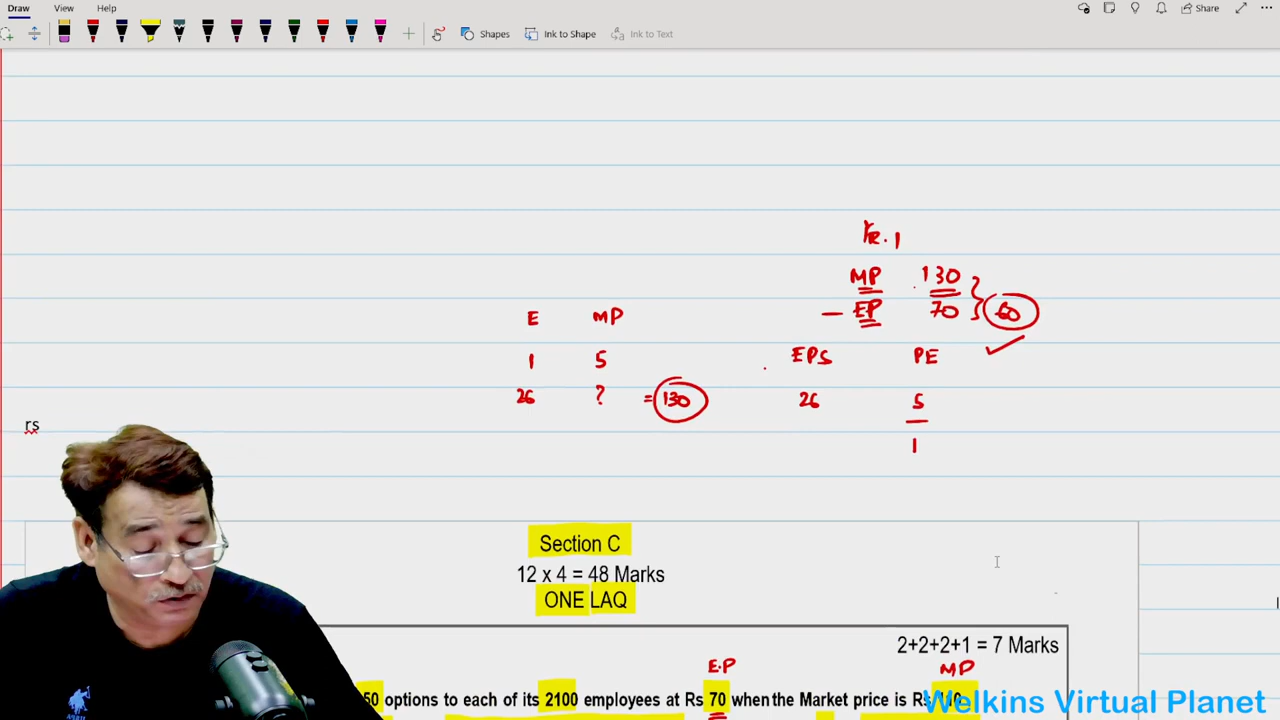 Draw View Help
Share
Shapes Ink to Shape Ink to Text
Yr. 1
MP 130
E MP
— EP 70 60
1 5
EPS PE
26 ? = 130
26 5
1
rs
Section C
12 x 4 = 48 Marks
ONE LAQ
2+2+2+1 = 7 Marks
E.P MP
50 options to each of its 2100 employees at Rs 70 when the Market price is Rs
Welkins Virtual Planet